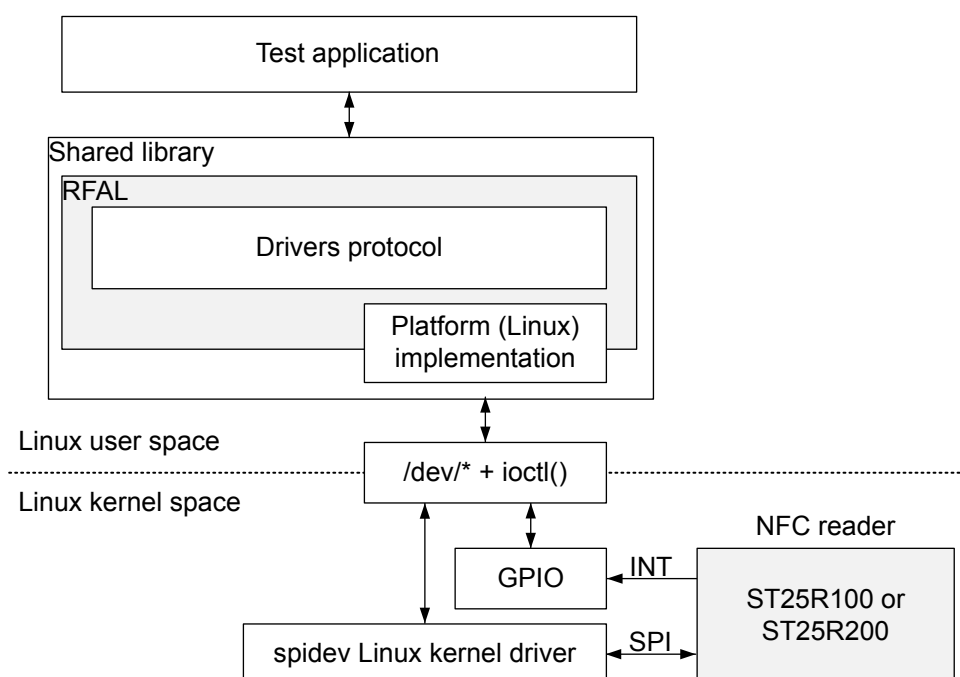 Test application
Shared library
RFAL
Drivers protocol
Platform (Linux)
implementation
Linux user space
/dev/* + ioctl()
Linux kernel space
NFC reader
GPIO
INT
ST25R100 or
ST25R200
spidev Linux kernel driver
SPI